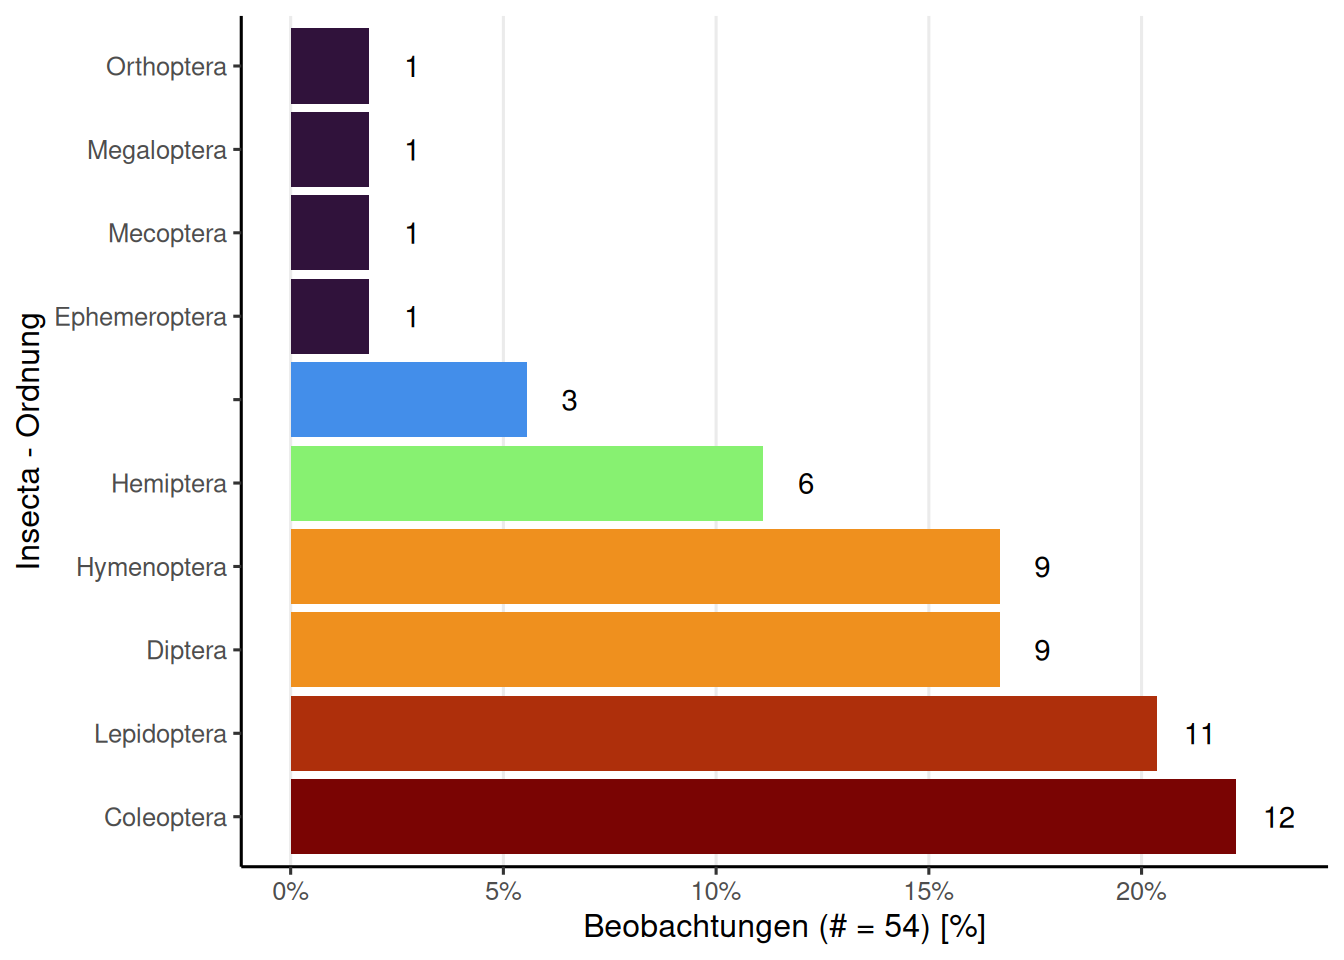 Insecta - Ordnung
Orthoptera 1
Megaloptera 1
Mecoptera 1
Ephemeroptera 1
3
Hemiptera 6
Hymenoptera 9
Diptera 9
Lepidoptera 11
Coleoptera 12
0% 5% 10% 15% 20%
Beobachtungen (# = 54) [%]